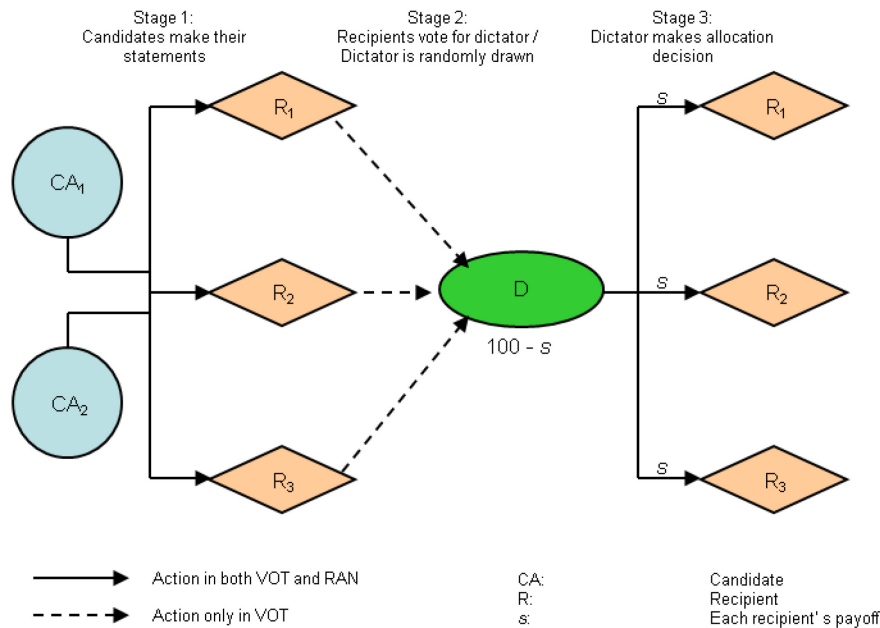 Stage 1:
Candidates make their
statements
Stage 2:
Recipients vote for dictator /
Dictator is randomly drawn
Stage 3:
Dictator makes allocation
decision
R1
s
R1
CA1
R2
D
s
R2
100 - s
CA2
R3
s
R3
Action in both VOT and RAN
CA: Candidate
R: Recipient
Action only in VOT
s: Each recipient' s payoff